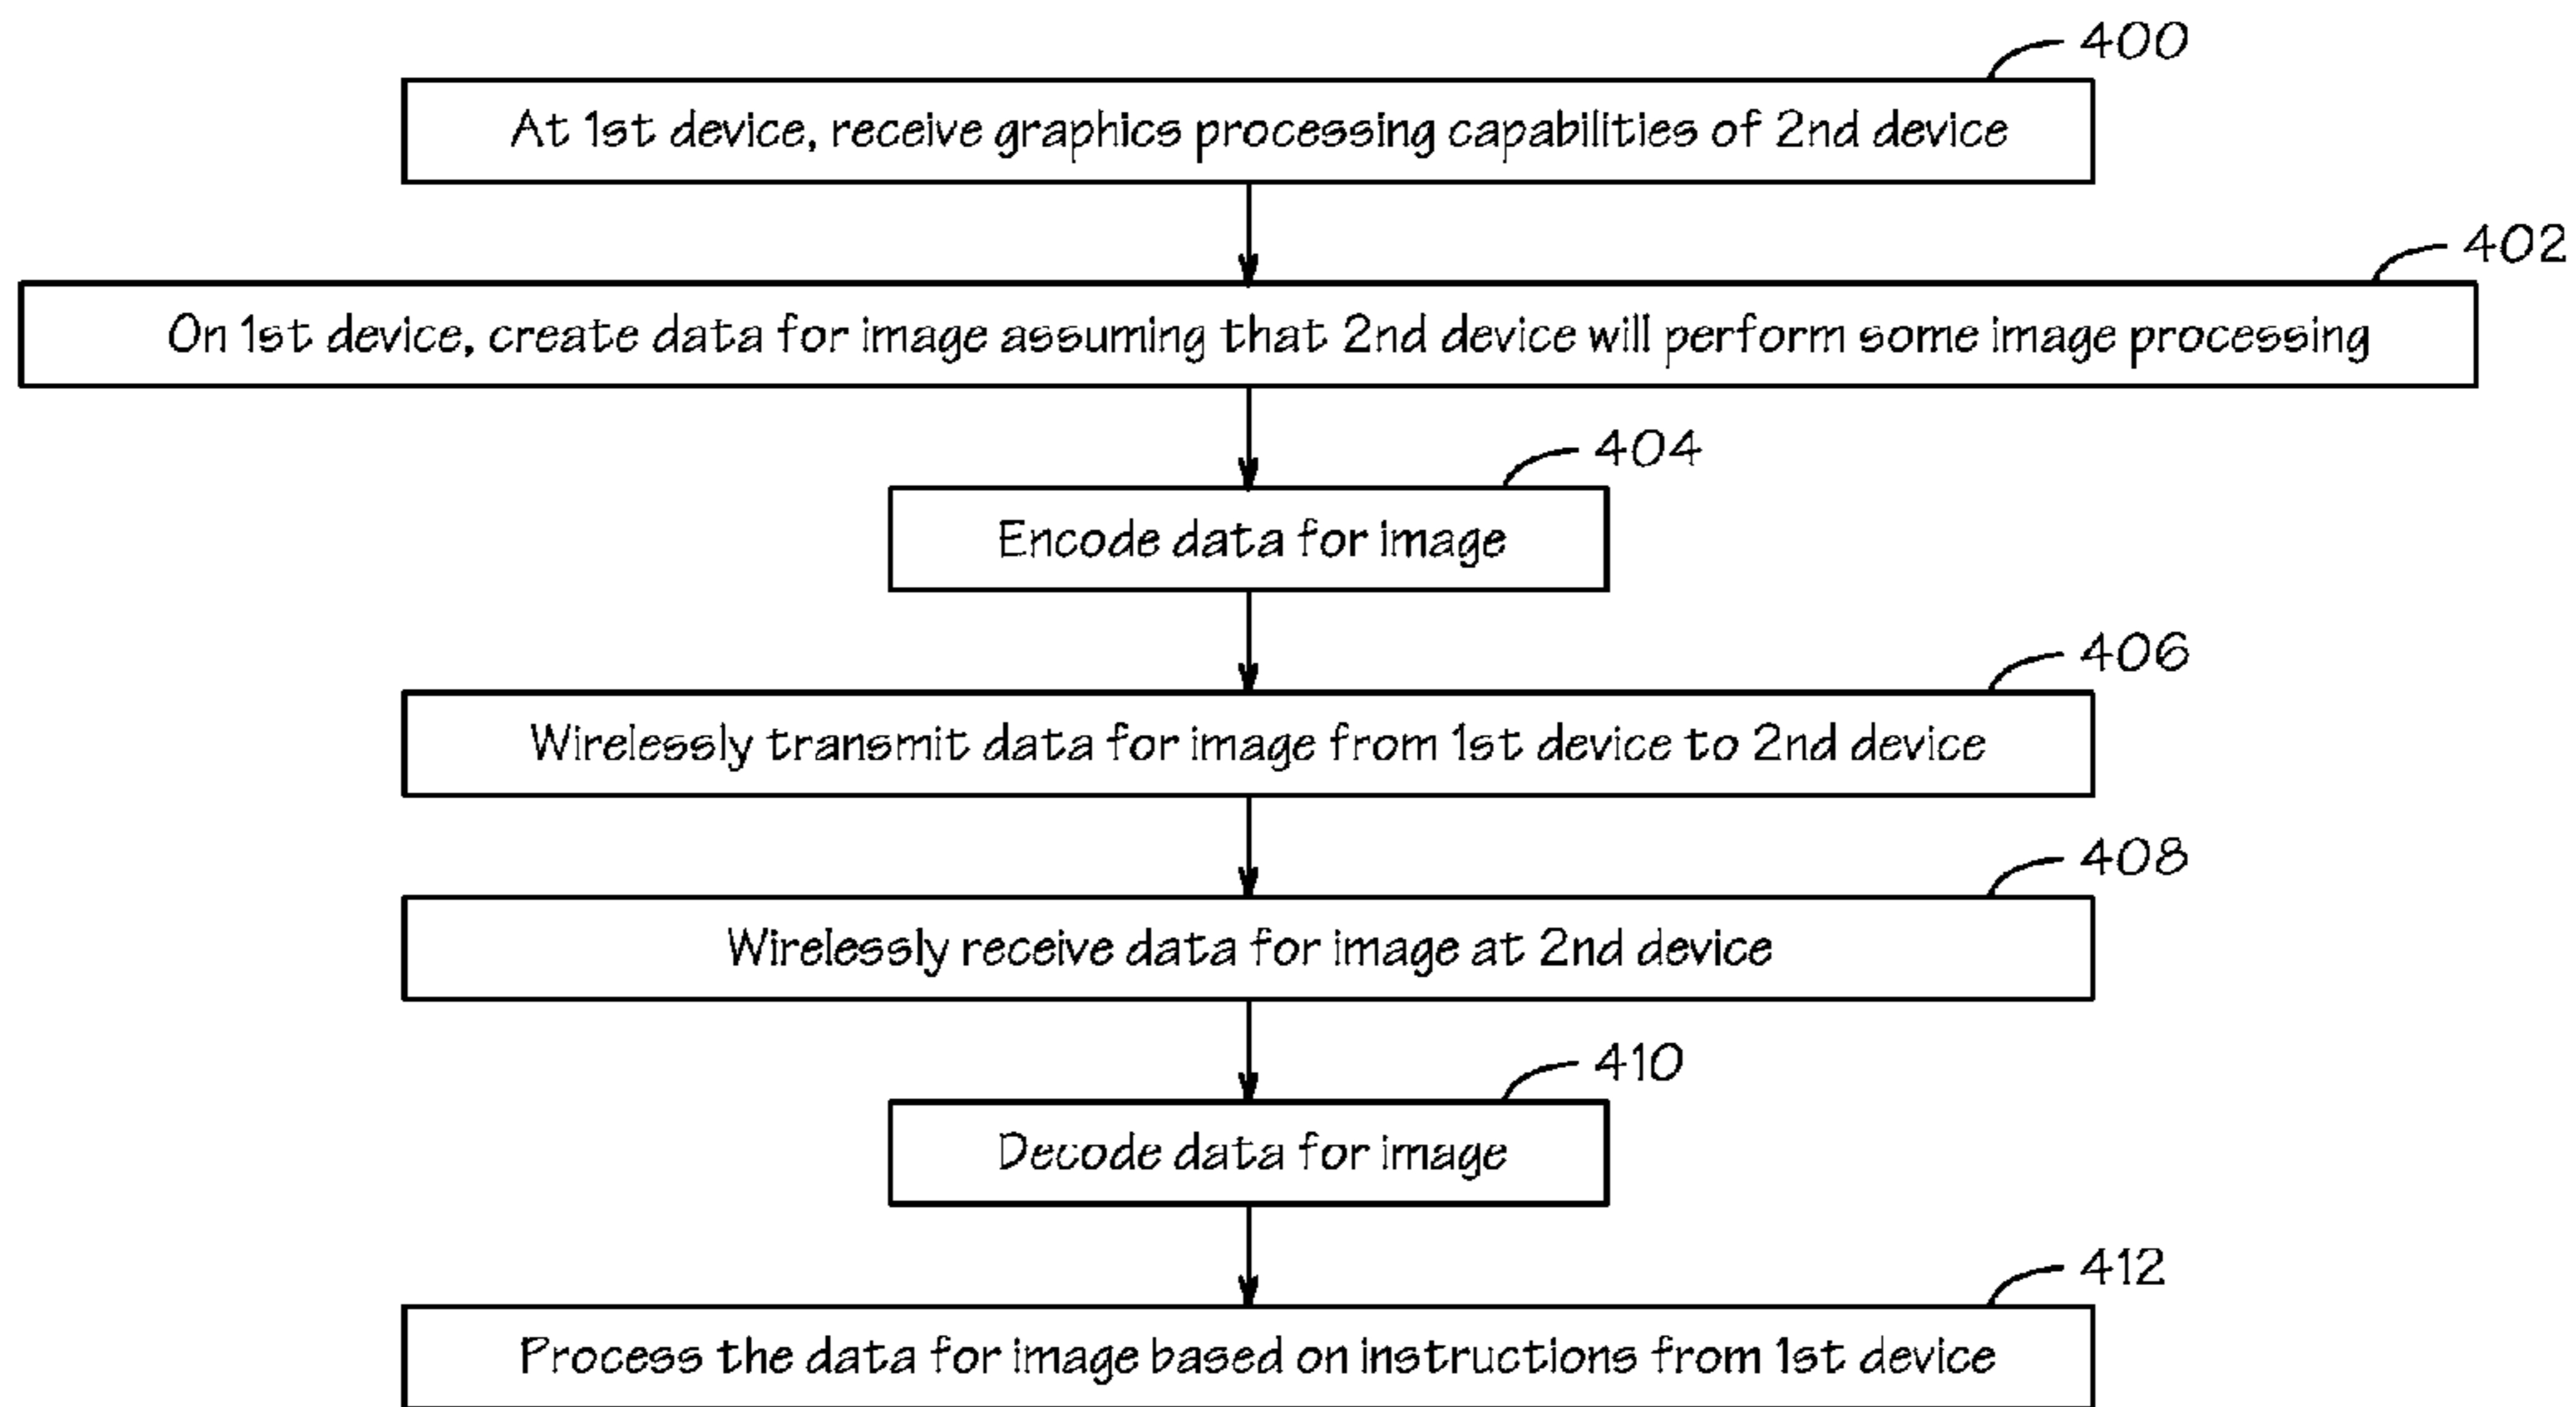 400
At 1st device, receive graphics processing capabilities of 2nd device
402
On 1st device, create data for image assuming that 2nd device will perform some image processing
404
Encode data for image
406
Wirelessly transmit data for image from 1st device to 2nd device
408
Wirelessly receive data for image at 2nd device
410
Decode data for image
412
Process the data for image based on instructions from 1st device